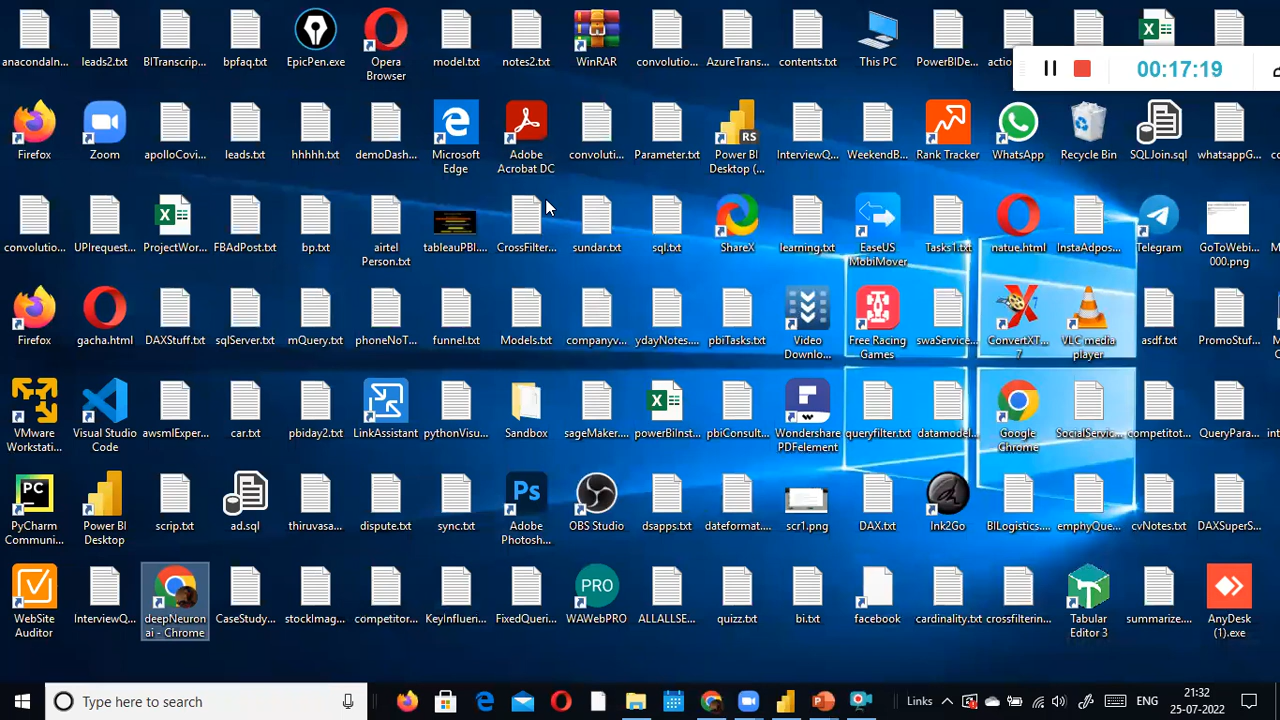 anacondaIn...
leads2.txt
BITranscrip...
bpfaq.txt
EpicPen.exe
Opera
Browser
model.txt
notes2.txt
WinRAR
convolutio...
AzureTrans...
contents.txt
This PC
PowerBIDe...
00:17:19
Firefox
Zoom
apolloCovi...
leads.txt
hhhhh.txt
demoDash...
Microsoft
Edge
Adobe
Acrobat DC
convoluti...
Parameter.txt
RS
Power BI
Desktop (...
InterviewQ...
WeekendB...
Rank Tracker
WhatsApp
Recycle Bin
SQLJoin.sql
whatsappG...
convolutio...
UPIrequest...
ProjectWor...
FBAdPost.txt
bp.txt
airtel
Person.txt
tableauPBI....
CrossFilter...
sundar.txt
sql.txt
ShareX
learning.txt
EaseUS
MobiMover
Tasks1.txt
natue.html
InstaAdpos...
Telegram
GoToWebi...
000.png
Firefox
gacha.html
DAXStuff.txt
sqlServer.txt
mQuery.txt
phoneNoT...
funnel.txt
Models.txt
companyv...
ydayNotes....
pbiTasks.txt
Video
Downlo...
Free Racing
Games
swaService...
ConvertXT...
7
VLC media
player
asdf.txt
PromoStuf...
VMware
Workstati...
Visual Studio
Code
awsmlExper...
car.txt
pbiday2.txt
LinkAssistant
pythonVisu...
Sandbox
sageMaker....
powerBiInst...
pbiConsult...
Wondershare
PDFelement
queryfilter.txt
datamodel...
Google
Chrome
SocialServic...
competitot...
QueryPara...
PC
PyCharm
Communi...
Power BI
Desktop
scrip.txt
ad.sql
thiruvasa...
dispute.txt
sync.txt
Ps
Adobe
Photosh...
OBS Studio
dsapps.txt
dateformat....
scr1.png
DAX.txt
Ink2Go
BILogistics....
emphyQue...
cvNotes.txt
DAXSuperS...
WebSite
Auditor
InterviewQ...
deepNeuron
ai - Chrome
CaseStudy...
stockImag...
competitor...
KeyInfluen...
FixedQueri...
PRO
WAWebPRO
ALLALLSE...
quizz.txt
bi.txt
facebook
cardinality.txt
crossfilterin...
Tabular
Editor 3
summarize....
AnyDesk
(1).exe
Type here to search
Links
ENG
21:32
25-07-2022